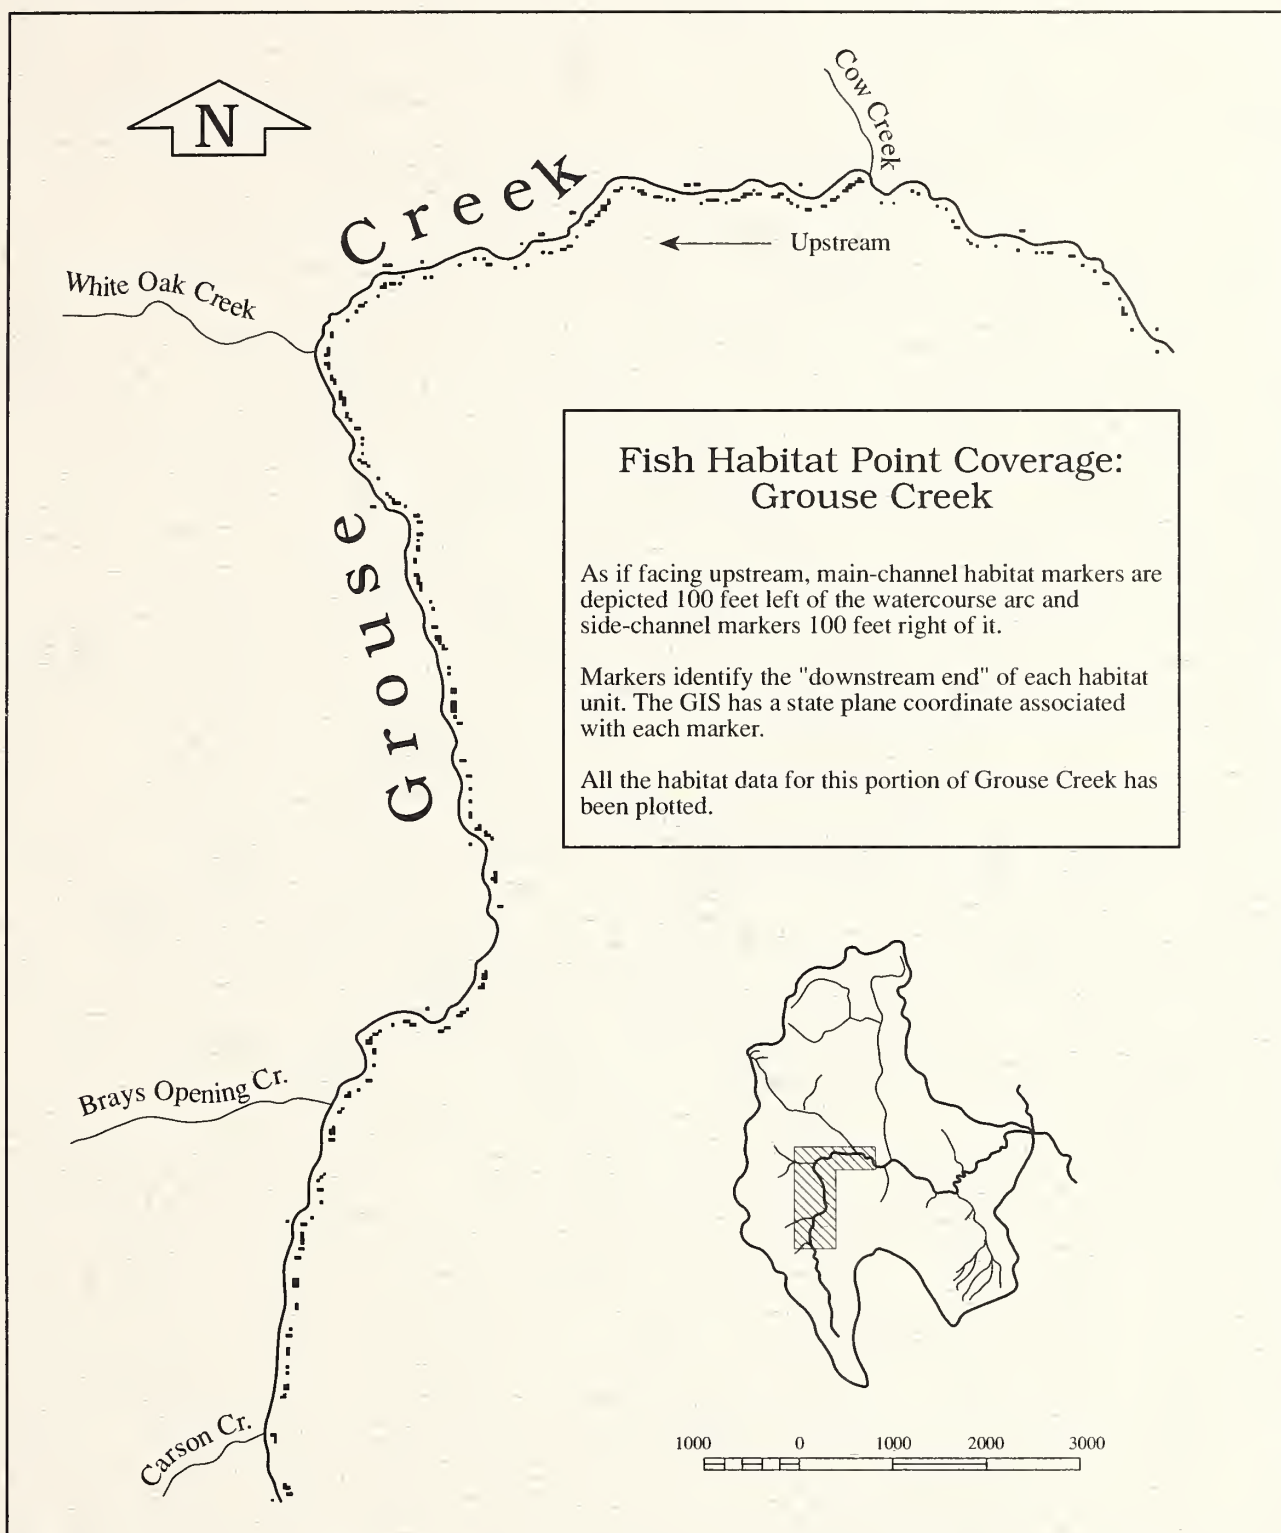 Cow Creek
N
Creek
Upstream
White Oak Creek
Fish Habitat Point Coverage:
Grouse Creek
As if facing upstream, main-channel habitat markers are
depicted 100 feet left of the watercourse arc and
side-channel markers 100 feet right of it.
Markers identify the "downstream end" of each habitat
unit. The GIS has a state plane coordinate associated
with each marker.
All the habitat data for this portion of Grouse Creek has
been plotted.
Grouse
Brays Opening Cr.
Carson Cr.
1000 0 1000 2000 3000